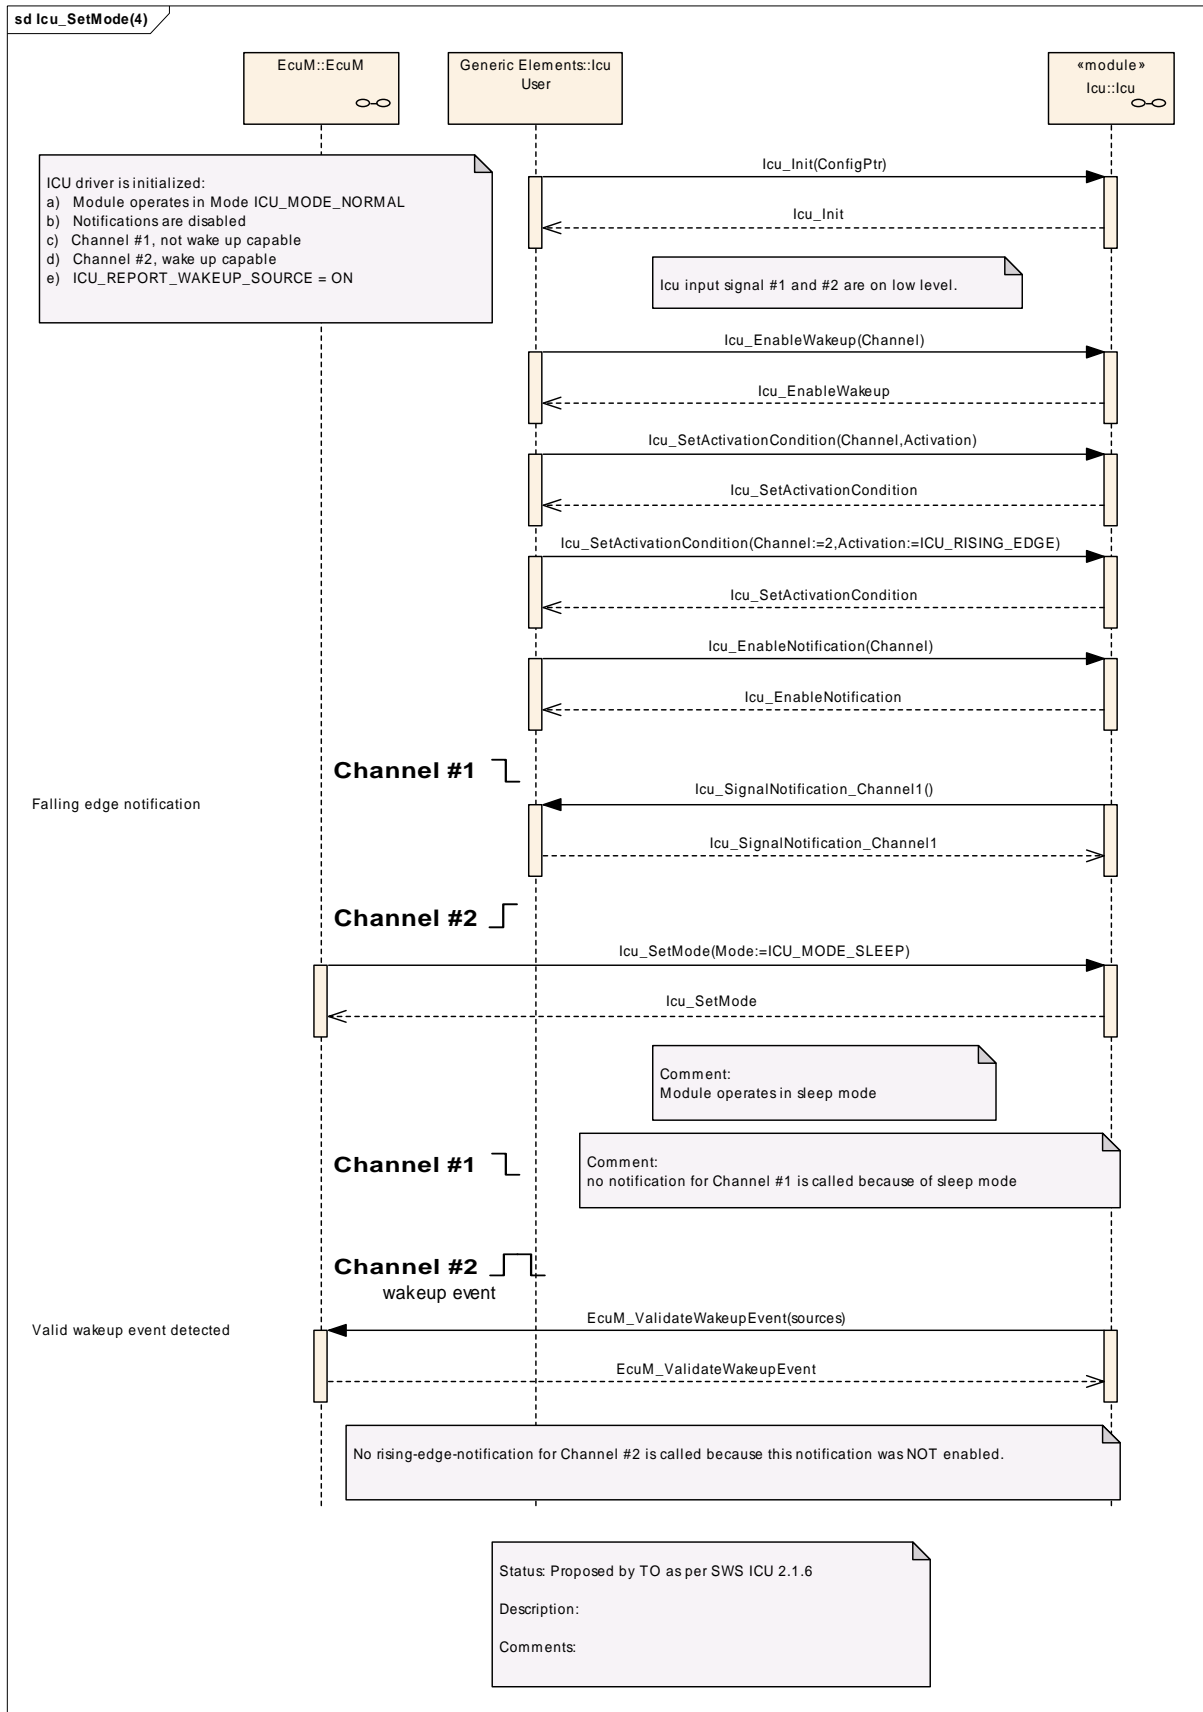 sd Icu_SetMode(4)
EcuM::EcuM
Generic Elements::Icu
User
«module»
Icu::Icu
ICU driver is initialized:
a) Module operates in Mode ICU_MODE_NORMAL
b) Notifications are disabled
c) Channel #1, not wake up capable
d) Channel #2, wake up capable
e) ICU_REPORT_WAKEUP_SOURCE = ON
Icu_Init(ConfigPtr)
Icu_Init
Icu input signal #1 and #2 are on low level.
Icu_EnableWakeup(Channel)
Icu_EnableWakeup
Icu_SetActivationCondition(Channel,Activation)
Icu_SetActivationCondition
Icu_SetActivationCondition(Channel:=2,Activation:=ICU_RISING_EDGE)
Icu_SetActivationCondition
Icu_EnableNotification(Channel)
Icu_EnableNotification
Channel #1
Falling edge notification
Icu_SignalNotification_Channel1()
Icu_SignalNotification_Channel1
Channel #2
Icu_SetMode(Mode:=ICU_MODE_SLEEP)
Icu_SetMode
Comment:
Module operates in sleep mode
Channel #1
Comment:
no notification for Channel #1 is called because of sleep mode
Channel #2
wakeup event
Valid wakeup event detected
EcuM_ValidateWakeupEvent(sources)
EcuM_ValidateWakeupEvent
No rising-edge-notification for Channel #2 is called because this notification was NOT enabled.
Status: Proposed by TO as per SWS ICU 2.1.6
Description:
Comments: